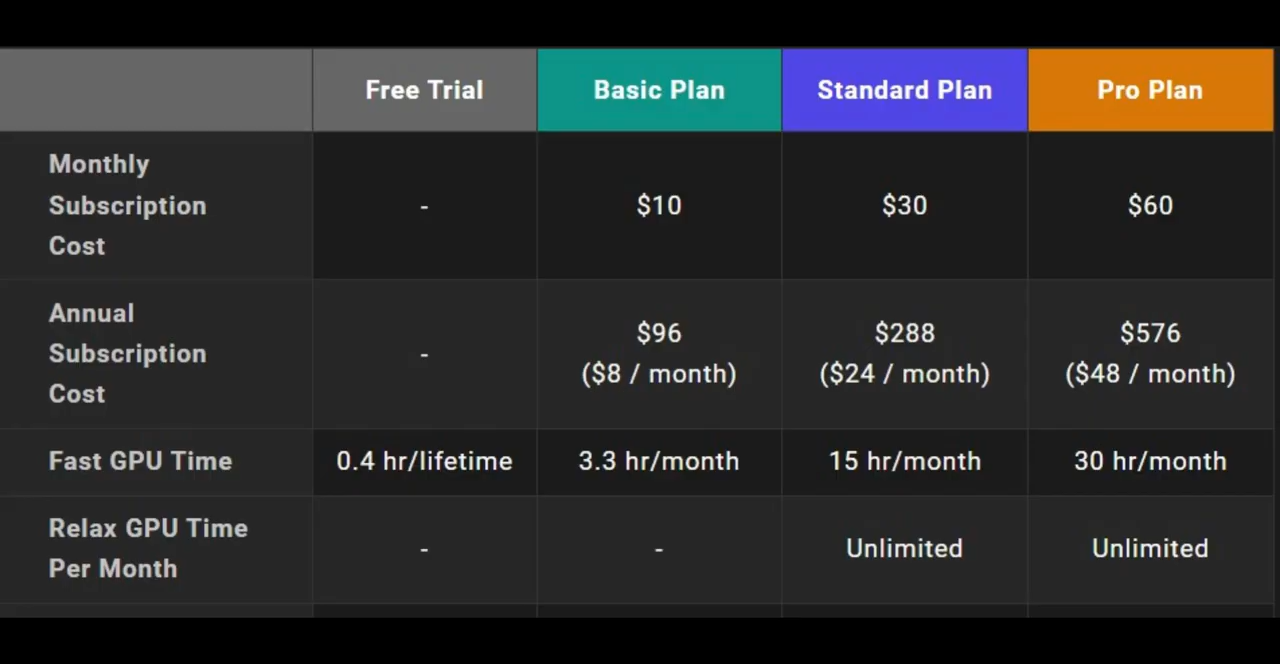 Free Trial Basic Plan Standard Plan Pro Plan
Monthly
Subscription
Cost
- $10 $30 $60
Annual
Subscription
Cost
- $96 $288 $576
($8 / month) ($24 / month) ($48 / month)
Fast GPU Time 0.4 hr/lifetime 3.3 hr/month 15 hr/month 30 hr/month
Relax GPU Time
Per Month
- - Unlimited Unlimited